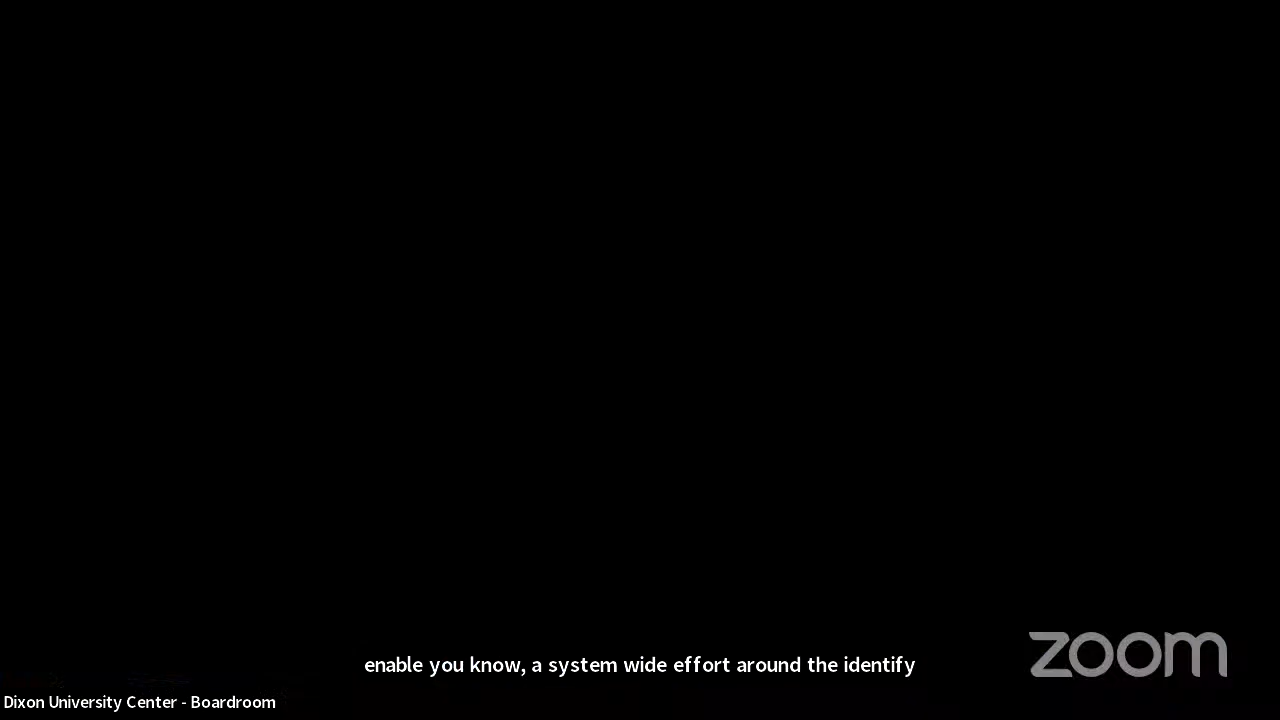 enable you know, a system wide effort around the identify
zoom
Dixon University Center - Boardroom